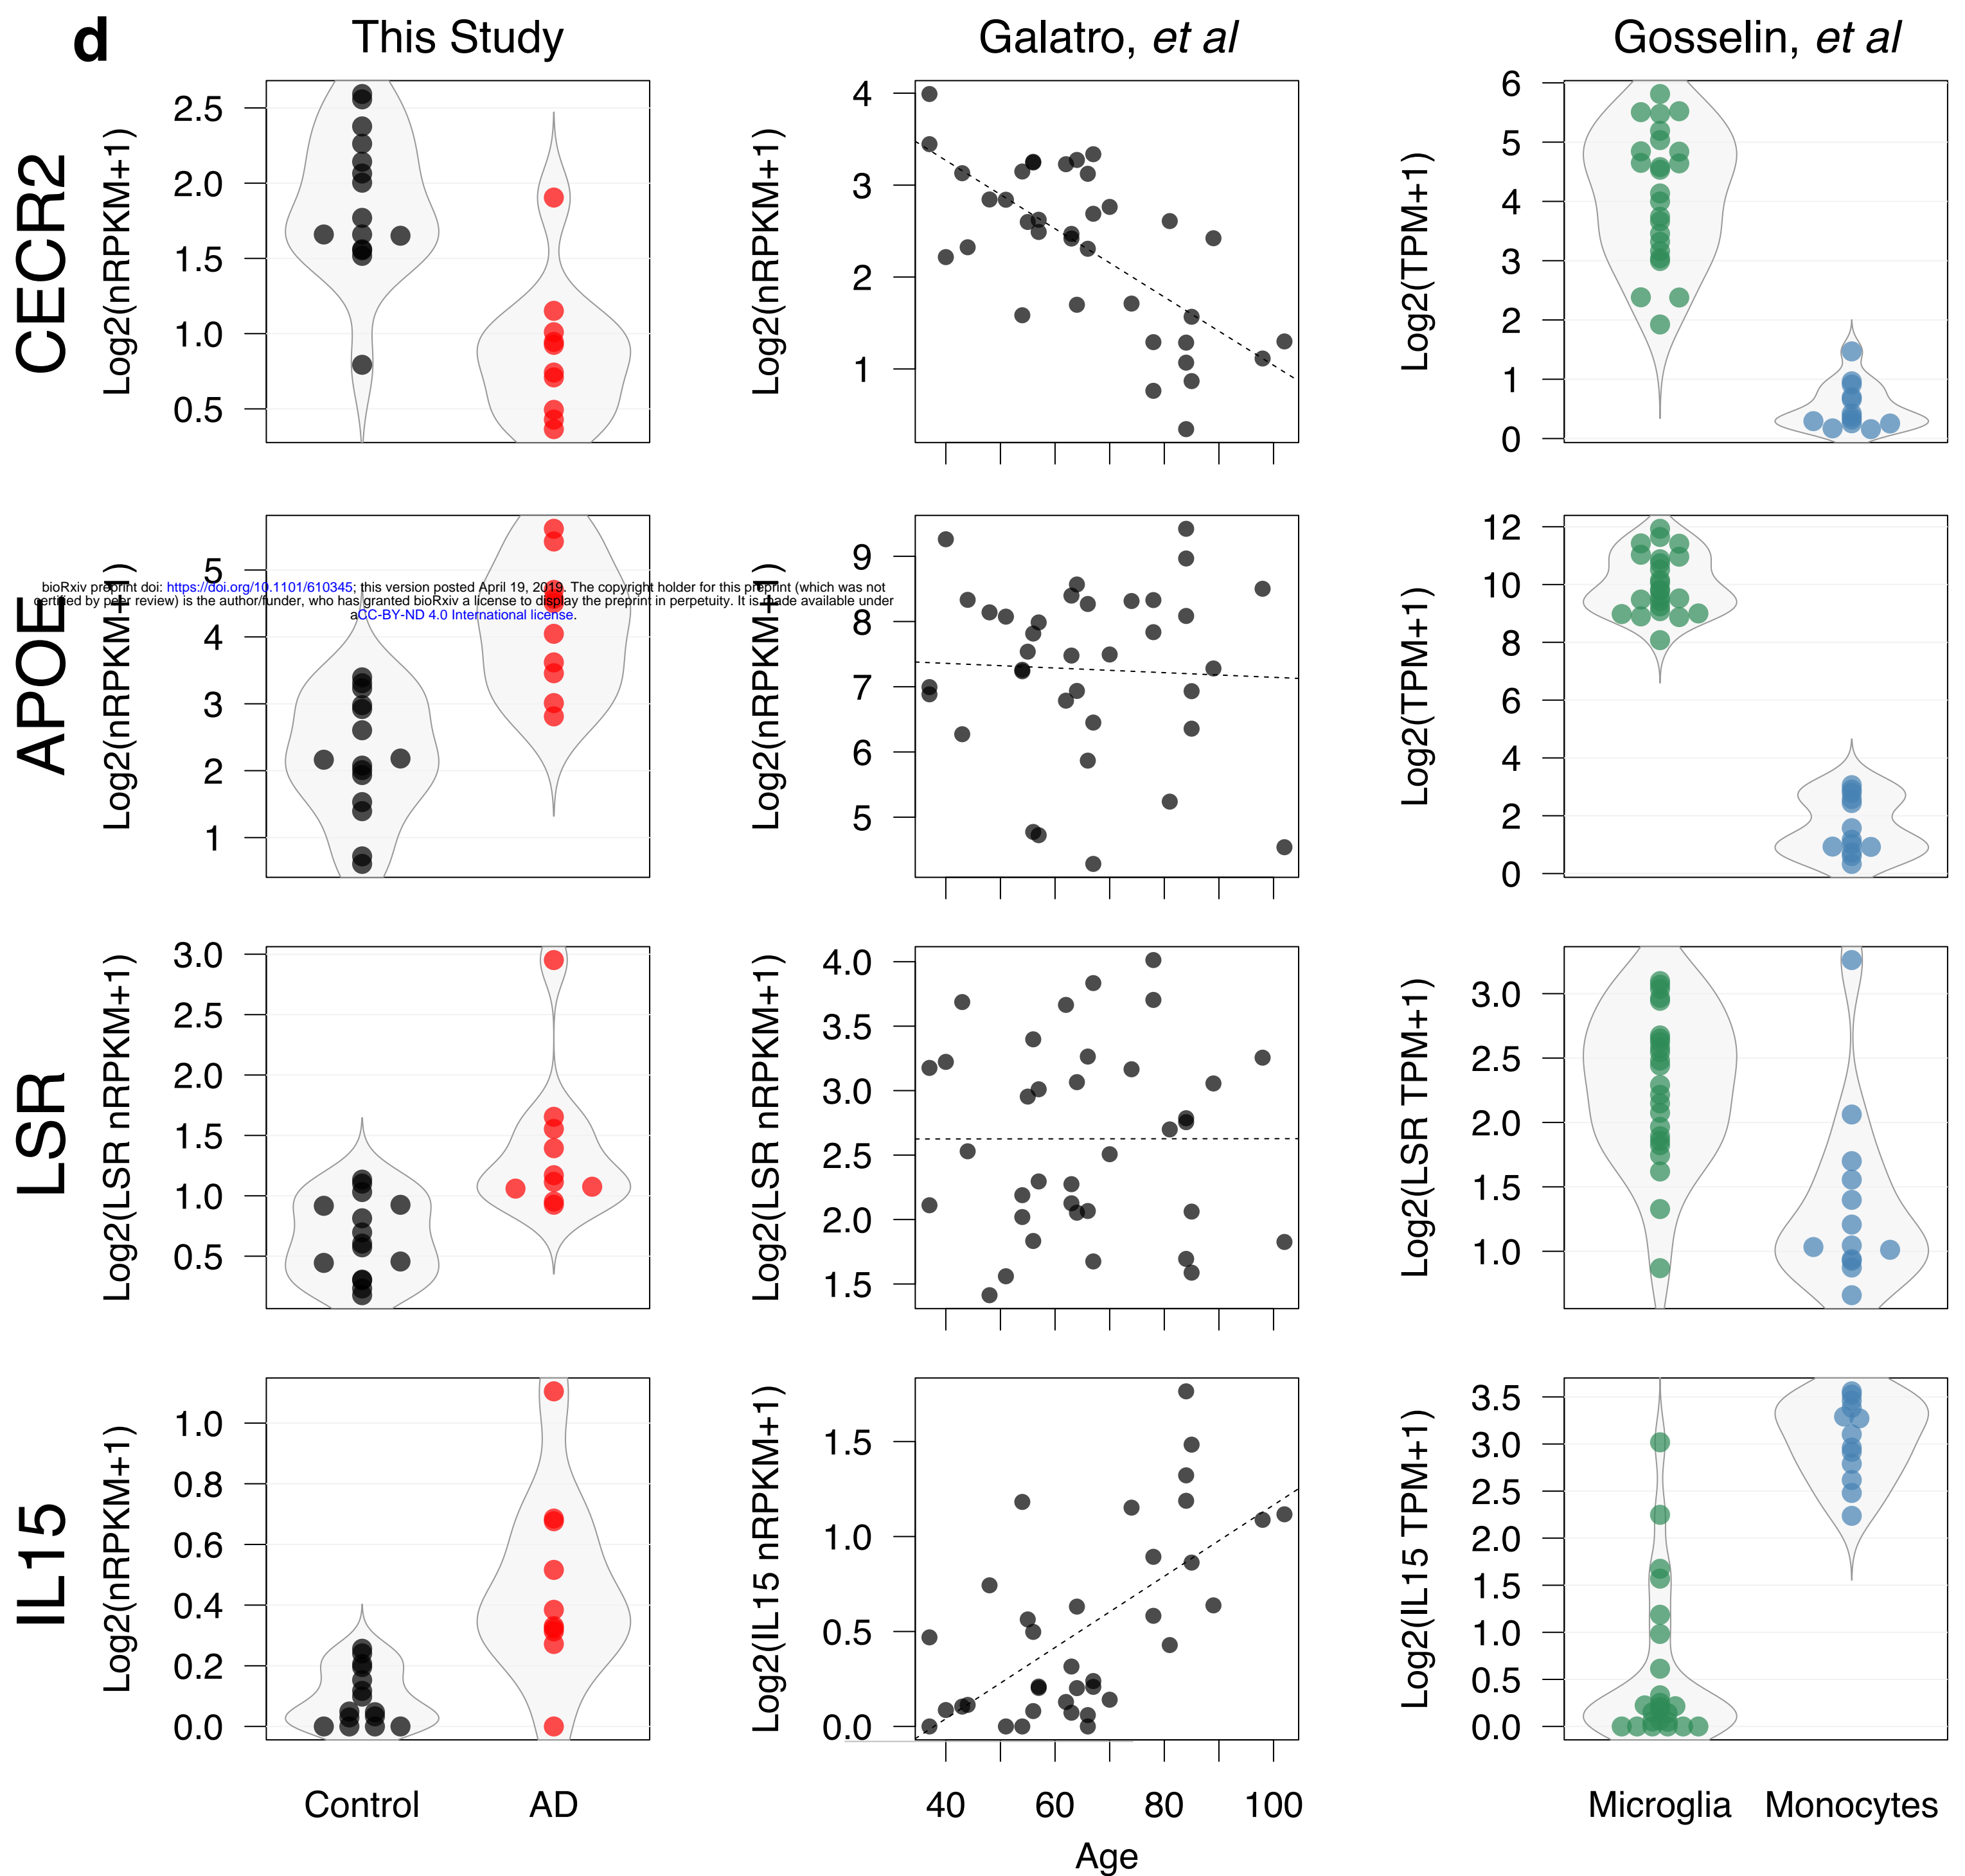 d
This Study
Galatro, et al
Gosselin, et al
CECR2
Log2(nRPKM+1)
2.5
2.0
1.5
1.0
0.5
Log2(nRPKM+1)
4
3
2
1
Log2(TPM+1)
6
5
4
3
2
1
0
APOE
Log2(nRPKM+1)
5
4
3
2
1
bioRxiv preprint doi: https://doi.org/10.1101/610345; this version posted April 19, 2019. The copyright holder for this preprint (which was not
certified by peer review) is the author/funder, who has granted bioRxiv a license to display the preprint in perpetuity. It is made available under
aCC-BY-ND 4.0 International license.
Log2(nRPKM+1)
9
8
7
6
5
Log2(TPM+1)
12
10
8
6
4
2
0
LSR
Log2(LSR nRPKM+1)
3.0
2.5
2.0
1.5
1.0
0.5
Log2(LSR nRPKM+1)
4.0
3.5
3.0
2.5
2.0
1.5
Log2(LSR TPM+1)
3.0
2.5
2.0
1.5
1.0
IL15
Log2(nRPKM+1)
1.0
0.8
0.6
0.4
0.2
0.0
Log2(IL15 nRPKM+1)
1.5
1.0
0.5
0.0
Log2(IL15 TPM+1)
3.5
3.0
2.5
2.0
1.5
1.0
0.5
0.0
Control AD
40 60 80 100
Age
Microglia Monocytes